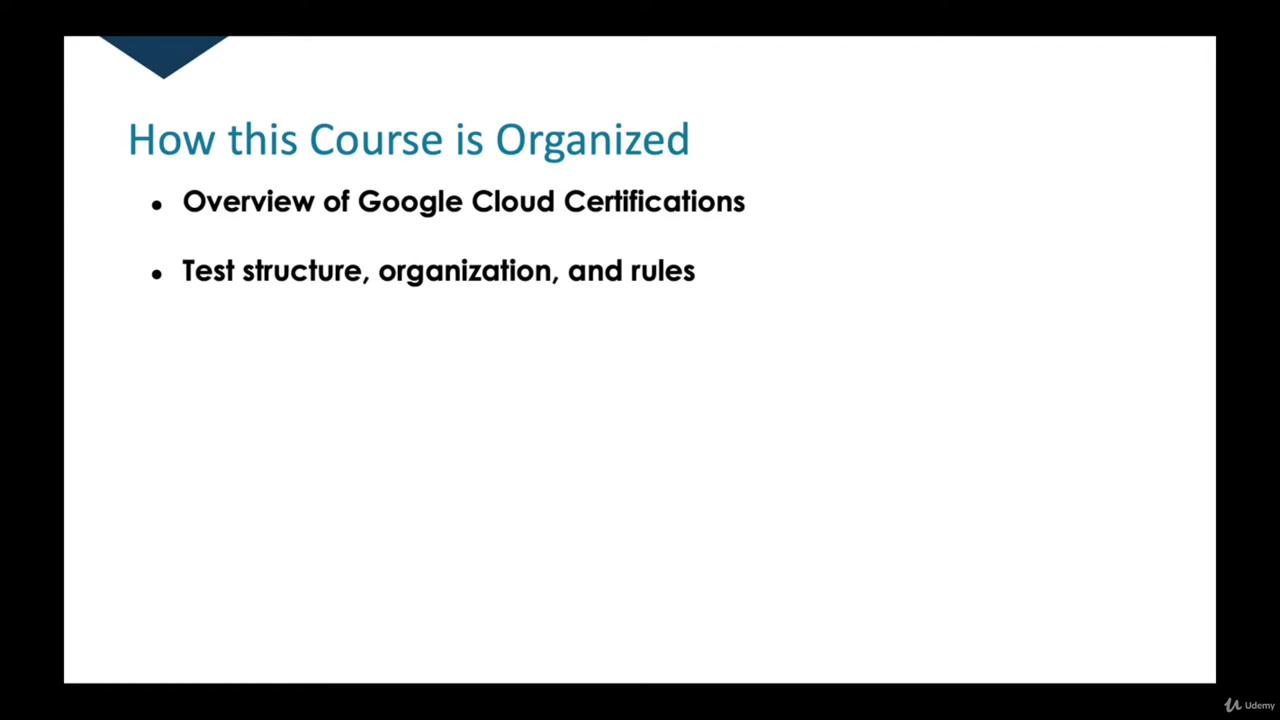 How this Course is Organized
• Overview of Google Cloud Certifications
• Test structure, organization, and rules
Udemy